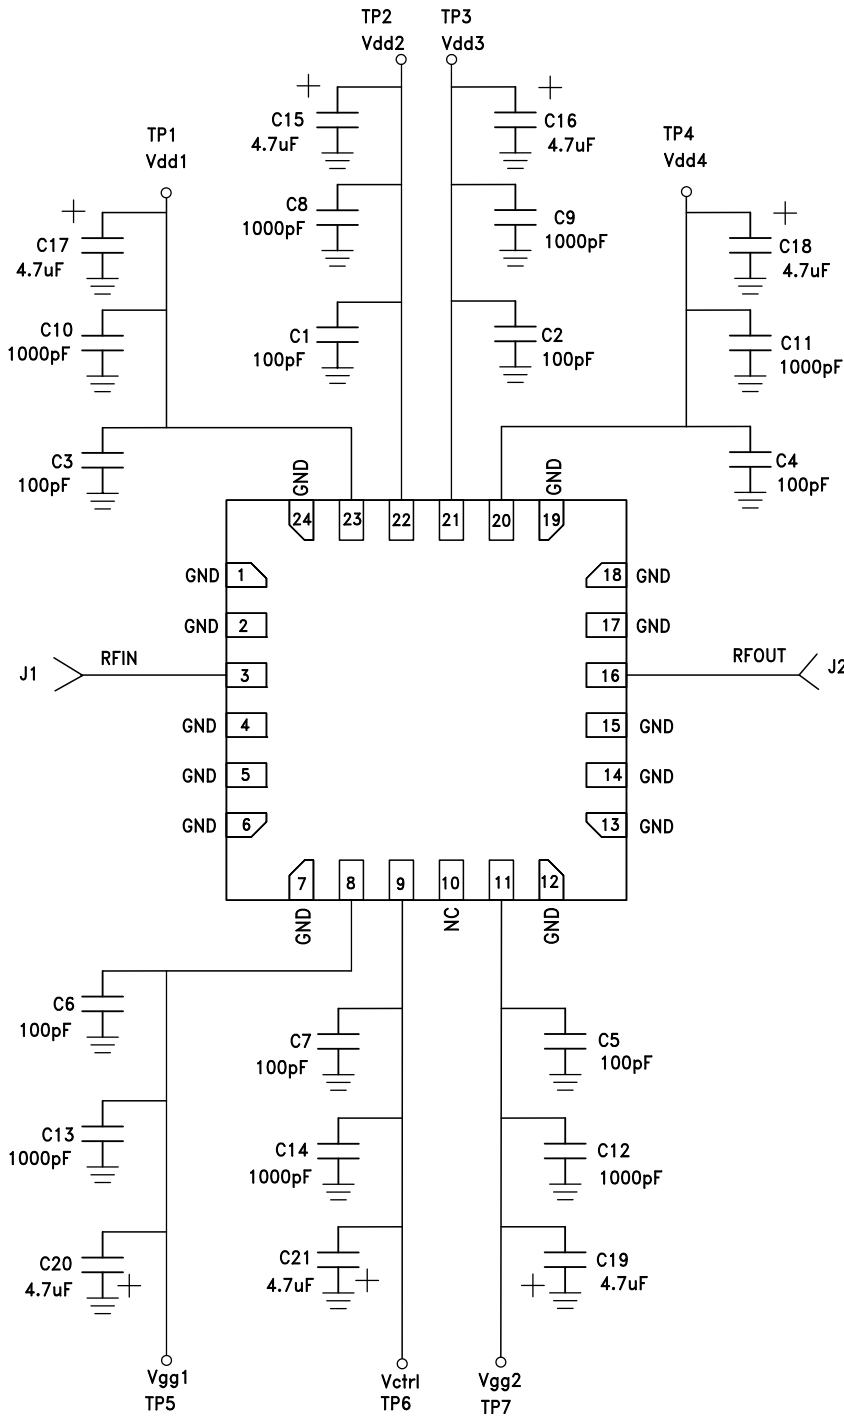 TP2
Vdd2
TP3
Vdd3
C15
4.7uF
C16
4.7uF
TP1
Vdd1
TP4
Vdd4
C8
1000pF
C9
1000pF
C17
4.7uF
C18
4.7uF
C10
1000pF
C1
100pF
C2
100pF
C11
1000pF
C3
100pF
C4
100pF
GND
GND
24
23
22
21
20
19
GND
1
18
GND
GND
2
17
GND
J1
RFIN
3
16
RFOUT
J2
GND
4
15
GND
GND
5
14
GND
GND
6
13
GND
7
8
9
10
11
12
GND
NC
GND
C6
100pF
C7
100pF
C5
100pF
C13
1000pF
C14
1000pF
C12
1000pF
C20
4.7uF
C21
4.7uF
C19
4.7uF
Vgg1
TP5
Vctrl
TP6
Vgg2
TP7